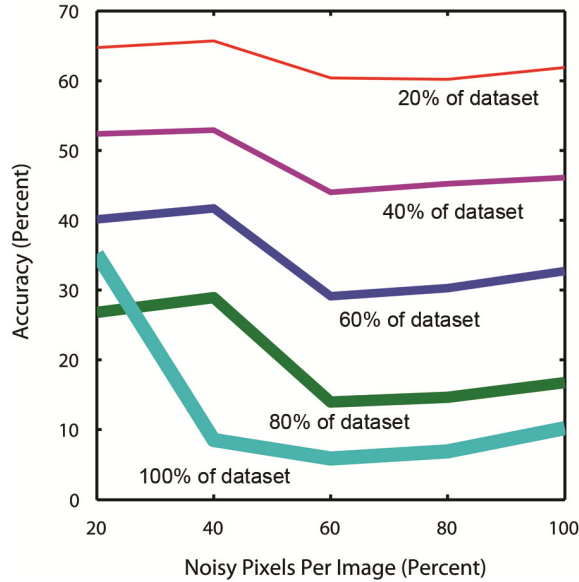 70
60
50
40
30
20
10
0
Accuracy (Percent)
20% of dataset
40% of dataset
60% of dataset
80% of dataset
100% of dataset
20 40 60 80 100
Noisy Pixels Per Image (Percent)